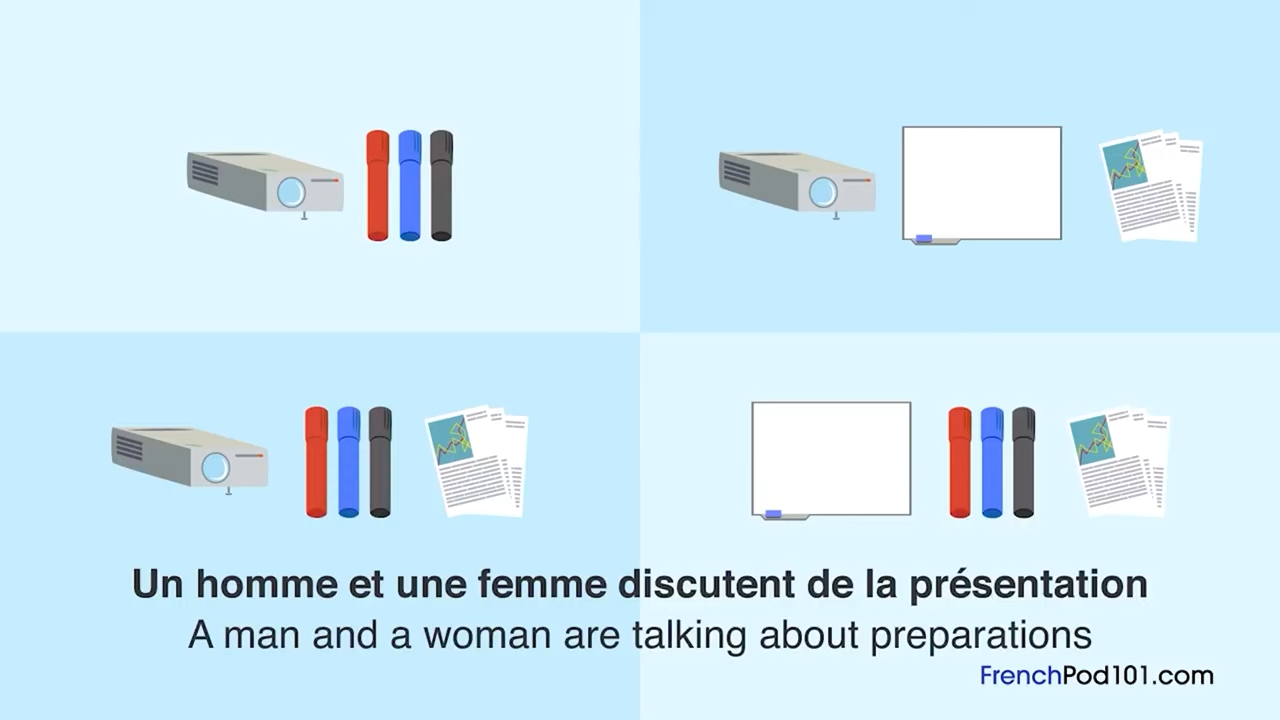 Un homme et une femme discutent de la présentation
A man and a woman are talking about preparations
FrenchPod101.com